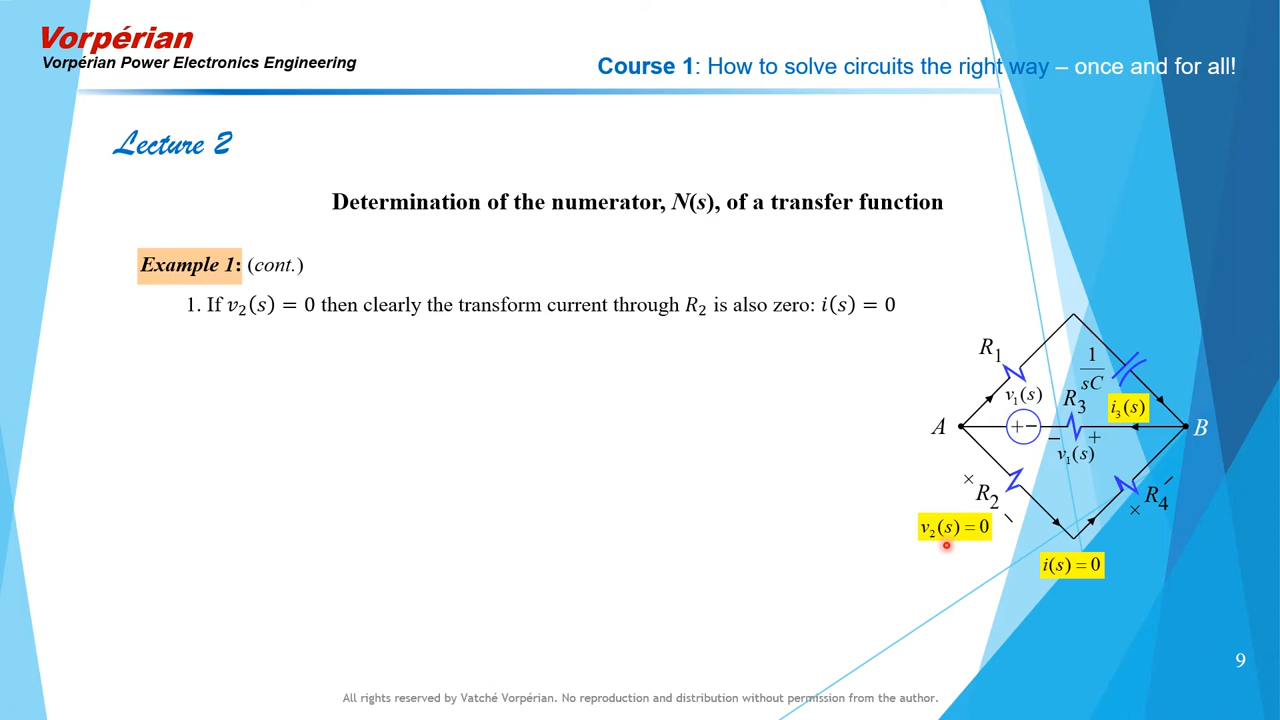 Vorpérian
Vorpérian Power Electronics Engineering
Course 1: How to solve circuits the right way – once and for all!
Lecture 2
Determination of the numerator, N(s), of a transfer function
Example 1: (cont.)
1. If v₂(s) = 0 then clearly the transform current through R₂ is also zero: i(s) = 0
R₁
1/sC
v₁(s)
R₃
i₃(s)
A
+ −
B
− +
v₁(s)
+
R₂
−
+
R₄
−
v₂(s) = 0
i(s) = 0
9
All rights reserved by Vatché Vorpérian. No reproduction and distribution without permission from the author.